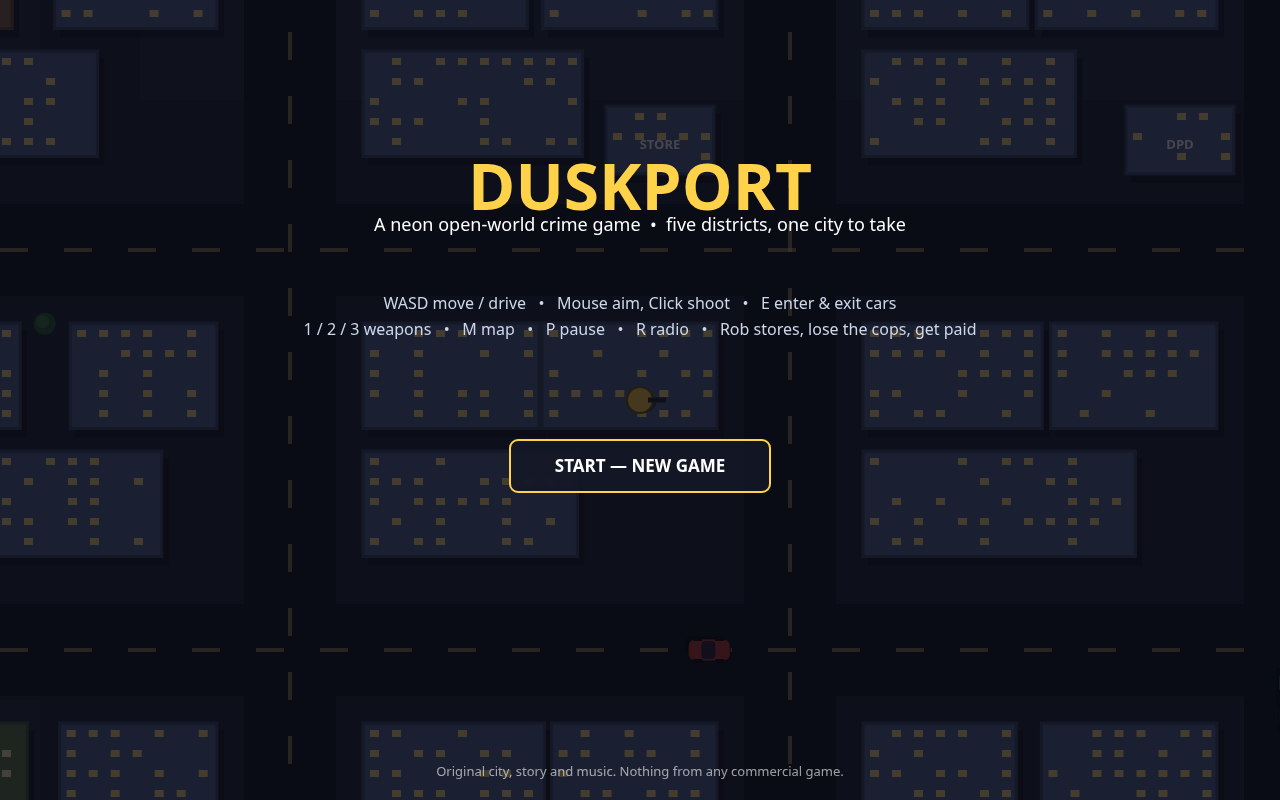 STORE
DPD
DUSKPORT
A neon open-world crime game • five districts, one city to take
WASD move / drive • Mouse aim, Click shoot • E enter & exit cars
1 / 2 / 3 weapons • M map • P pause • R radio • Rob stores, lose the cops, get paid
START — NEW GAME
Original city, story and music. Nothing from any commercial game.